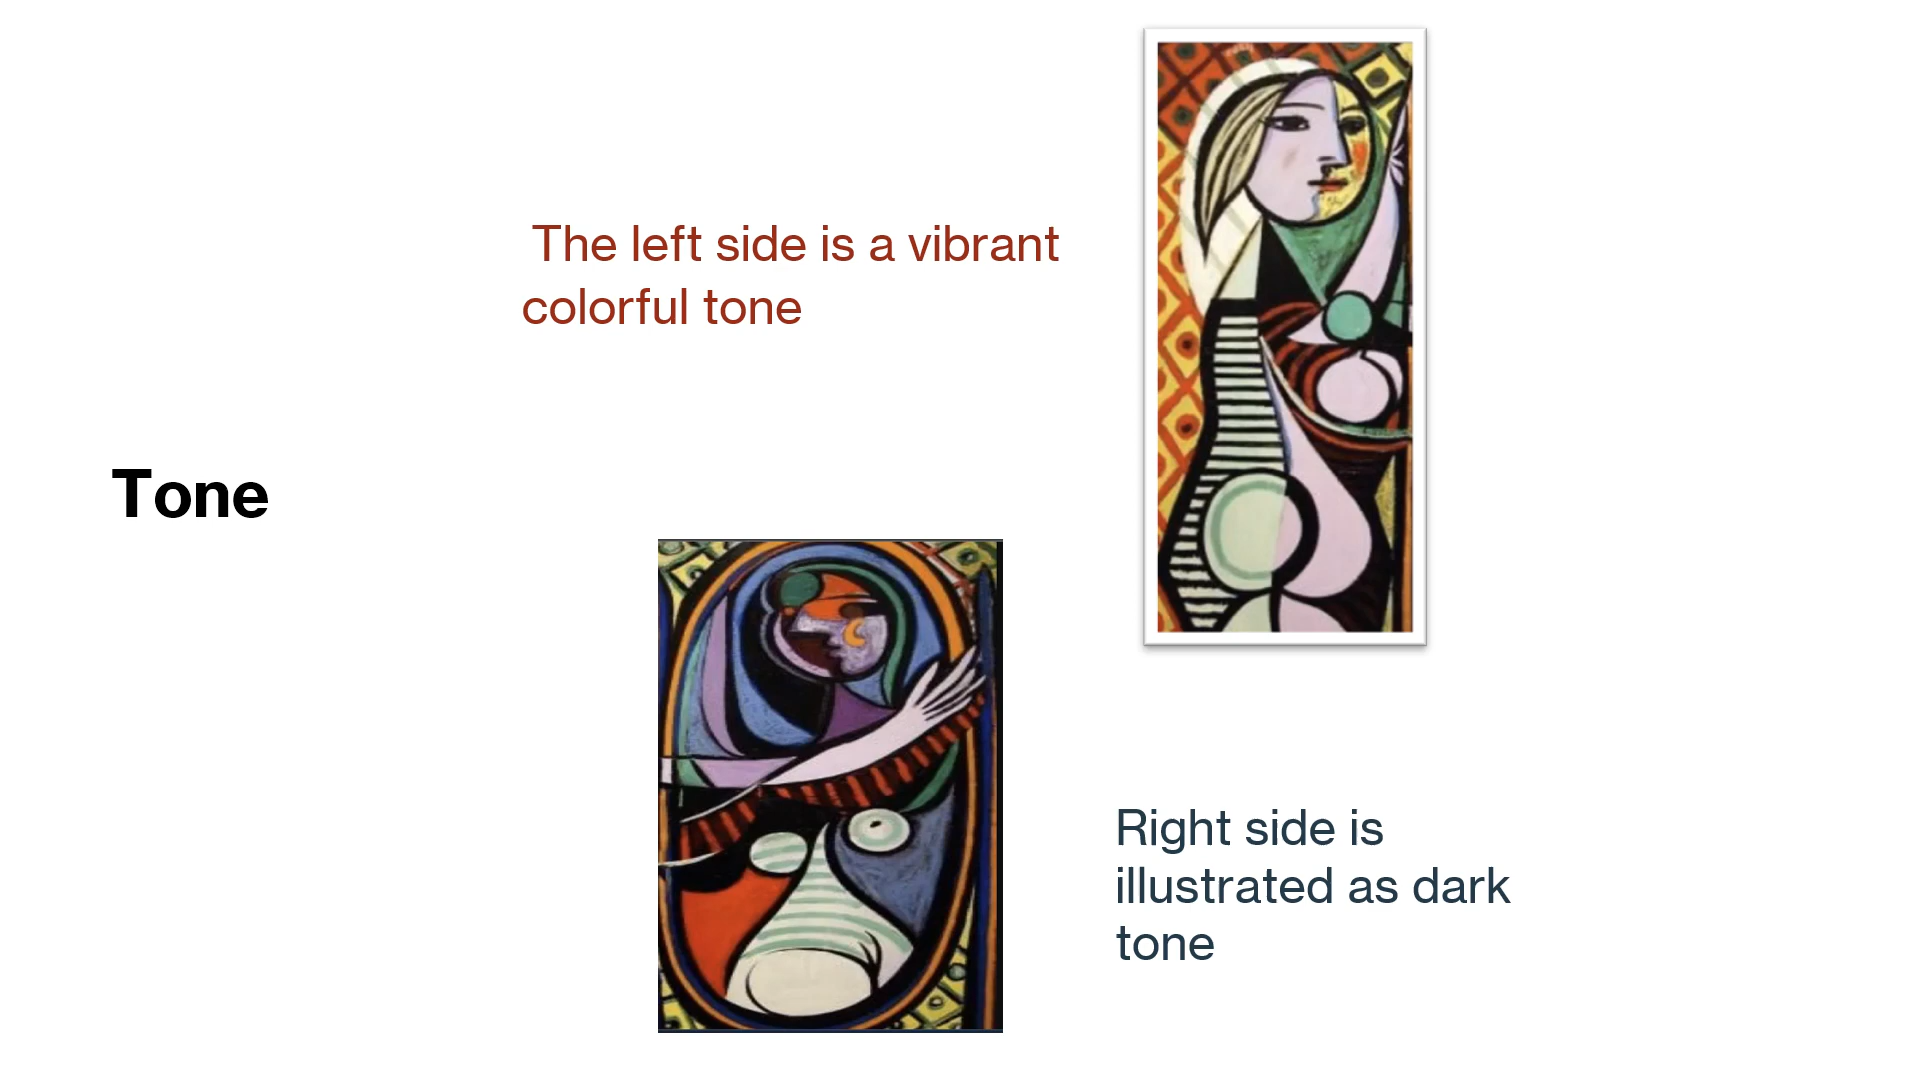 The left side is a vibrant
colorful tone
Tone
Right side is
illustrated as dark
tone